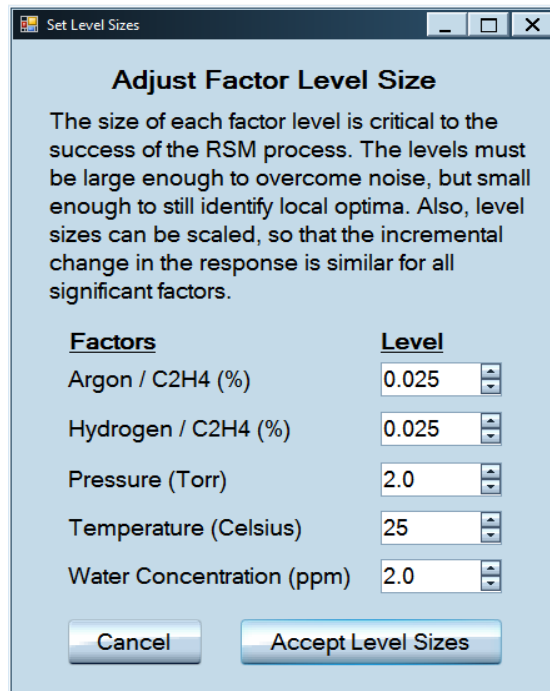 Set Level Sizes
Adjust Factor Level Size
The size of each factor level is critical to the
success of the RSM process. The levels must
be large enough to overcome noise, but small
enough to still identify local optima. Also, level
sizes can be scaled, so that the incremental
change in the response is similar for all
significant factors.
Factors Level
Argon / C2H4 (%) 0.025
Hydrogen / C2H4 (%) 0.025
Pressure (Torr) 2.0
Temperature (Celsius) 25
Water Concentration (ppm) 2.0
Cancel Accept Level Sizes